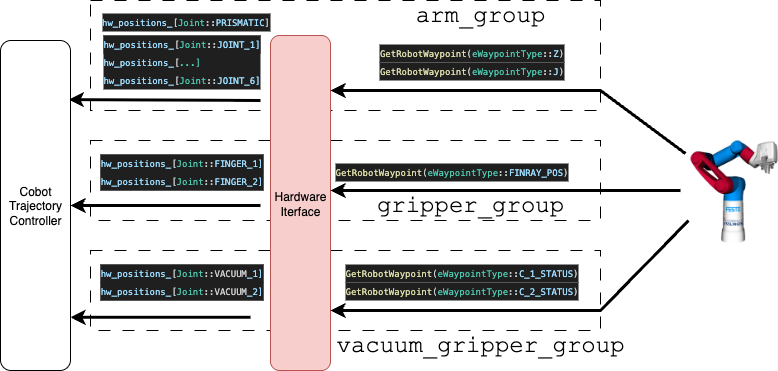 arm_group
hw_positions_[Joint::PRISMATIC]
hw_positions_[Joint::JOINT_1]
hw_positions_[...]
hw_positions_[Joint::JOINT_6]
GetRobotWaypoint(eWaypointType::Z)
GetRobotWaypoint(eWaypointType::J)
hw_positions_[Joint::FINGER_1]
hw_positions_[Joint::FINGER_2]
GetRobotWaypoint(eWaypointType::FINRAY_POS)
gripper_group
Cobot
Trajectory
Controller
Hardware
Iterface
hw_positions_[Joint::VACUUM_1]
hw_positions_[Joint::VACUUM_2]
GetRobotWaypoint(eWaypointType::C_1_STATUS)
GetRobotWaypoint(eWaypointType::C_2_STATUS)
vacuum_gripper_group
FESTO